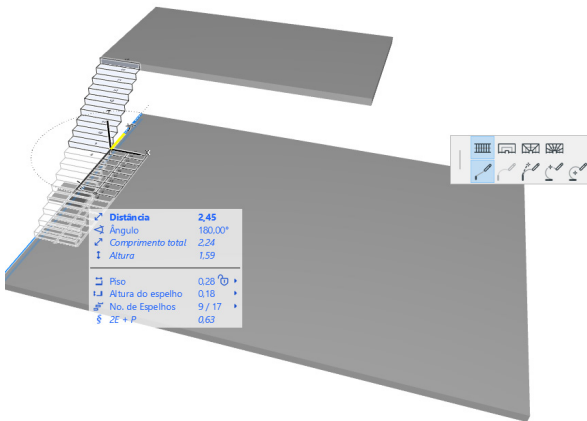 Distância 2,45
Ângulo 180,00°
Comprimento total 2,24
Altura 1,59
Piso 0,28
Altura do espelho 0,18
No. de Espelhos 9 / 17
§ 2E + P 0,63